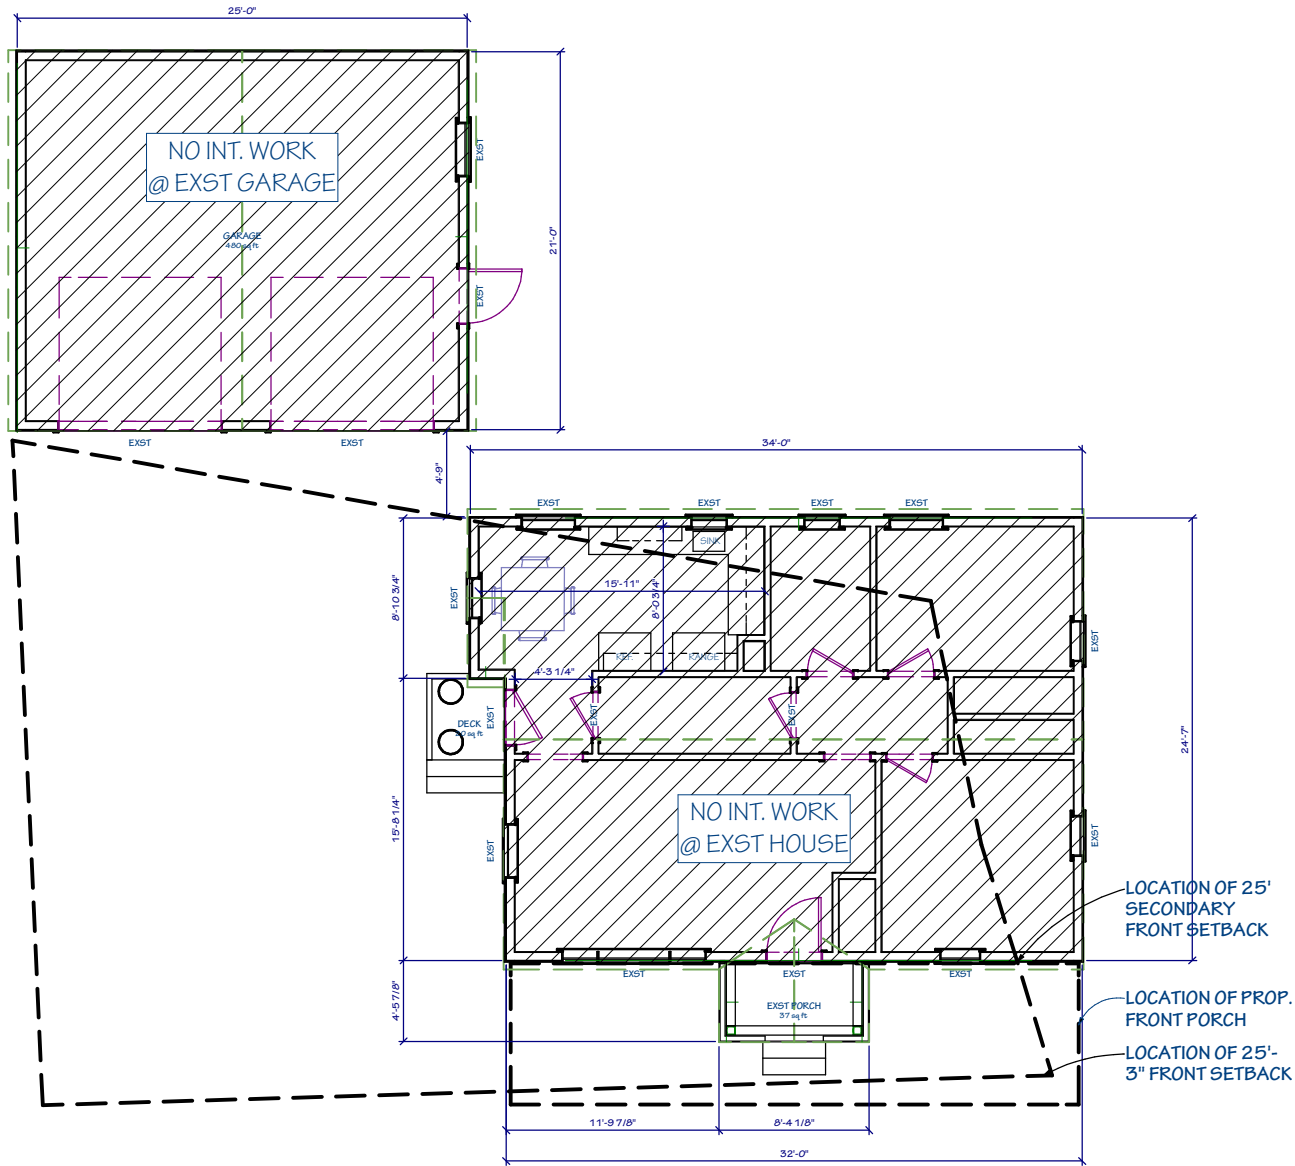 25'-0"
NO INT. WORK
@ EXST GARAGE
EXST
GARAGE
480 sq ft
21'-0"
EXST
EXST
EXST
4'-9"
34'-0"
EXST
EXST
EXST
EXST
SINK
8'-10 3/4"
EXST
15'-11"
8'-0 3/4"
REF.
RANGE
EXST
4'-3 1/4"
DECK
30 sq ft
EXST
EXST
EXST
24'-7"
15'-8 1/4"
NO INT. WORK
@ EXST HOUSE
EXST
EXST
LOCATION OF 25'
SECONDARY
FRONT SETBACK
EXST
EXST
EXST
4'-5 7/8"
EXST PORCH
37 sq ft
LOCATION OF PROP.
FRONT PORCH
LOCATION OF 25'-
3" FRONT SETBACK
11'-9 7/8"
8'-4 1/8"
32'-0"